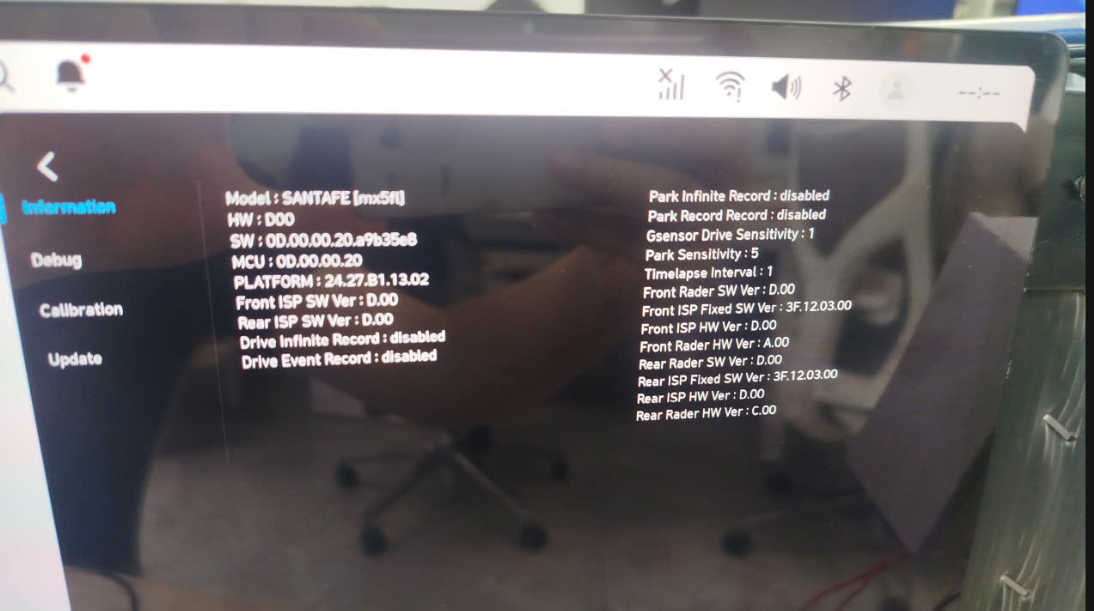 Information
Debug
Calibration
Update
Model : SANTAFE [mx5fl]
HW : D00
SW : 0D.00.00.20.a9b35e8
MCU : 0D.00.00.20
PLATFORM : 24.27.B1.13.02
Front ISP SW Ver : D.00
Rear ISP SW Ver : D.00
Drive Infinite Record : disabled
Drive Event Record : disabled
Park Infinite Record : disabled
Park Record Record : disabled
Gsensor Drive Sensitivity : 1
Park Sensitivity : 5
Timelapse Interval : 1
Front Rader SW Ver : D.00
Front ISP Fixed SW Ver : 3F.12.03.00
Front ISP HW Ver : D.00
Front Rader HW Ver : A.00
Rear Rader SW Ver : D.00
Rear ISP Fixed SW Ver : 3F.12.03.00
Rear ISP HW Ver : D.00
Rear Rader HW Ver : C.00
--:--